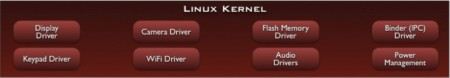 LINUX KERNEL
Display
Driver
Camera Driver
Flash Memory
Driver
Binder (IPC)
Driver
Keypad Driver
WiFi Driver
Audio
Drivers
Power
Management